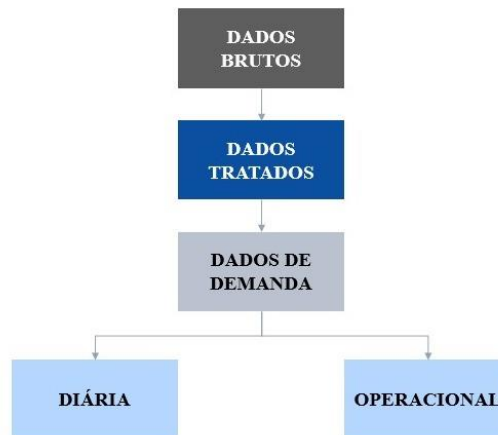 DADOS
BRUTOS
DADOS
TRATADOS
DADOS DE
DEMANDA
DIÁRIA
OPERACIONAL